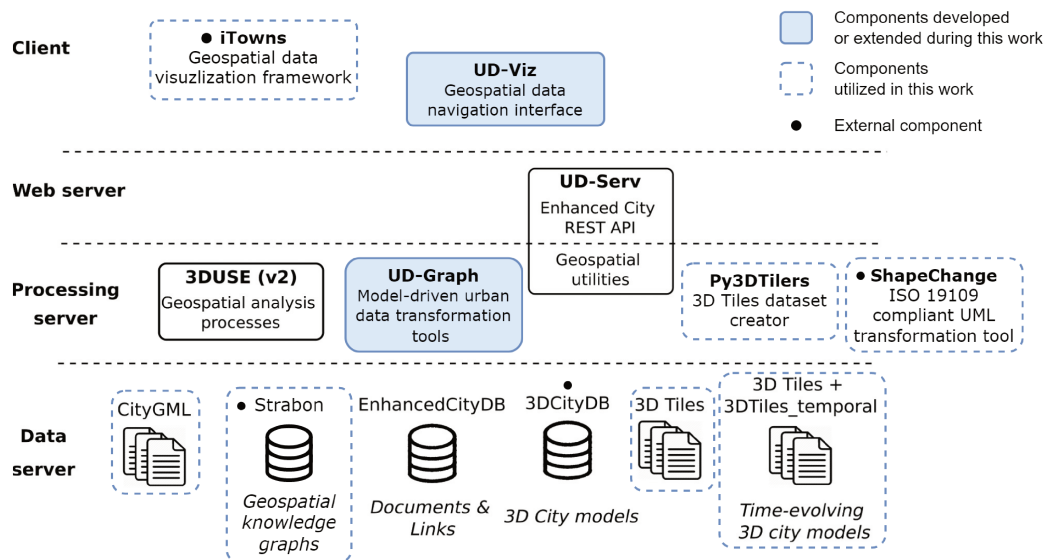 Client
● iTowns
Geospatial data
visuzlization framework
UD-Viz
Geospatial data
navigation interface
Components developed
or extended during this work
Components
utilized in this work
● External component
Web server
UD-Serv
Enhanced City
REST API
Geospatial
utilities
Processing
server
3DUSE (v2)
Geospatial analysis
processes
UD-Graph
Model-driven urban
data transformation
tools
Py3DTilers
3D Tiles dataset
creator
● ShapeChange
ISO 19109
compliant UML
transformation tool
Data
server
CityGML
● Strabon
Geospatial
knowledge
graphs
EnhancedCityDB
Documents &
Links
●
3DCityDB
3D City models
3D Tiles
3D Tiles +
3DTiles_temporal
Time-evolving
3D city models